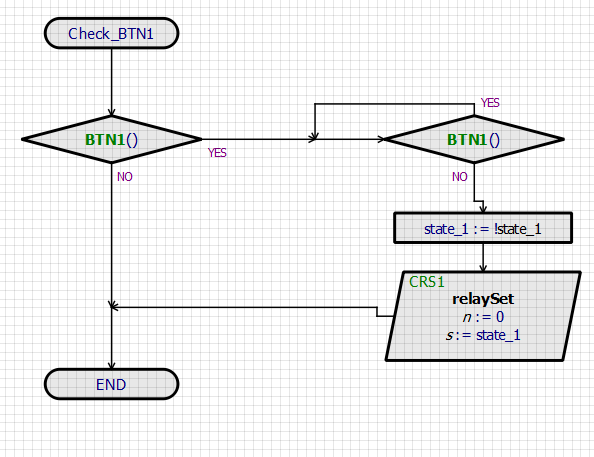 Check_BTN1
YES
BTN1()
YES
BTN1()
NO
NO
state_1 := !state_1
CRS1
relaySet
n := 0
s := state_1
END